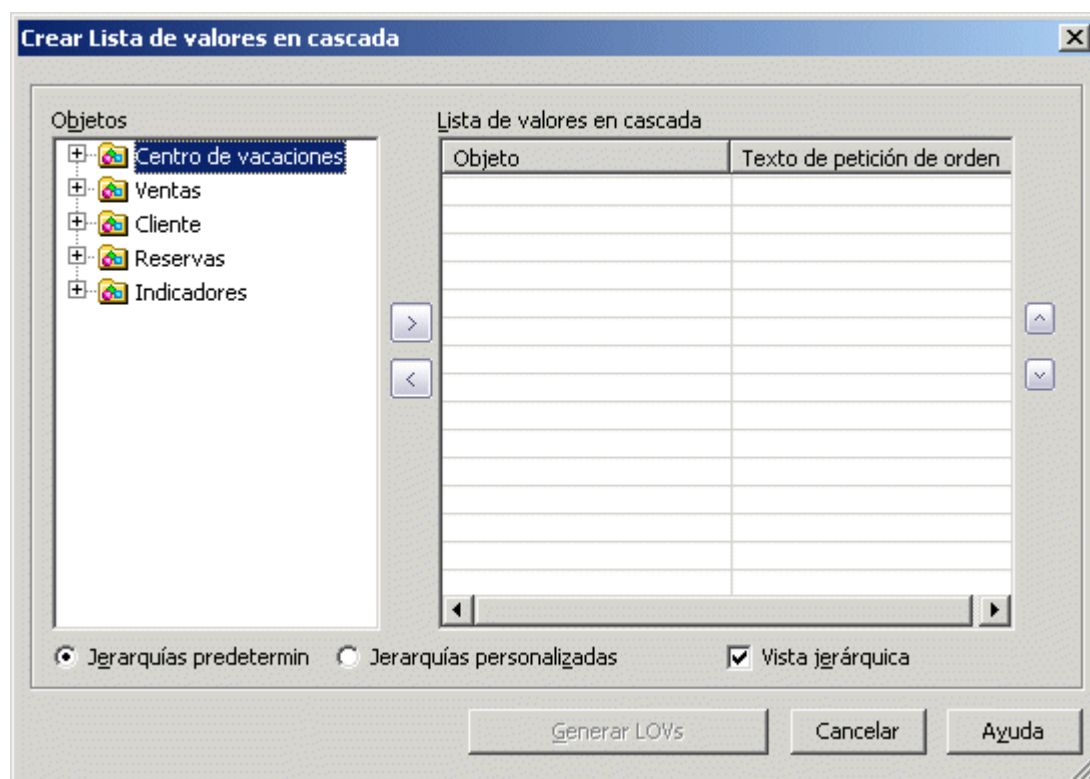 Crear Lista de valores en cascada
Objetos
Centro de vacaciones
Ventas
Cliente
Reservas
Indicadores
Lista de valores en cascada
Objeto Texto de petición de orden
Jerarquías predetermin Jerarquías personalizadas Vista jerárquica
Generar LOVs Cancelar Ayuda